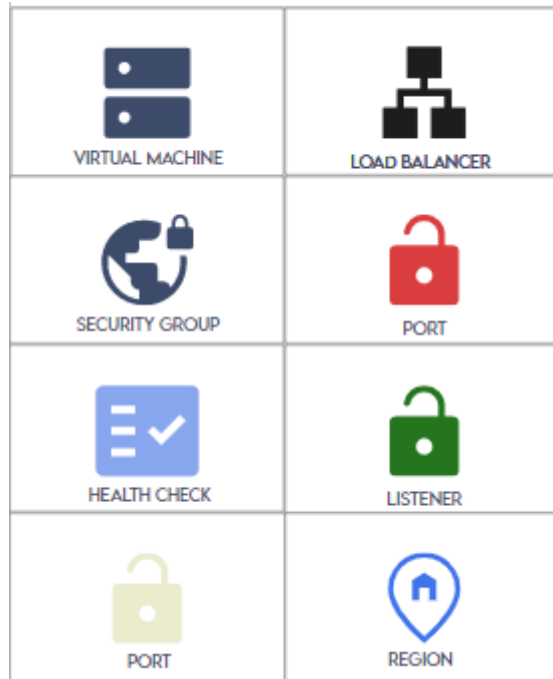 VIRTUAL MACHINE
LOAD BALANCER
SECURITY GROUP
PORT
HEALTH CHECK
LISTENER
PORT
REGION